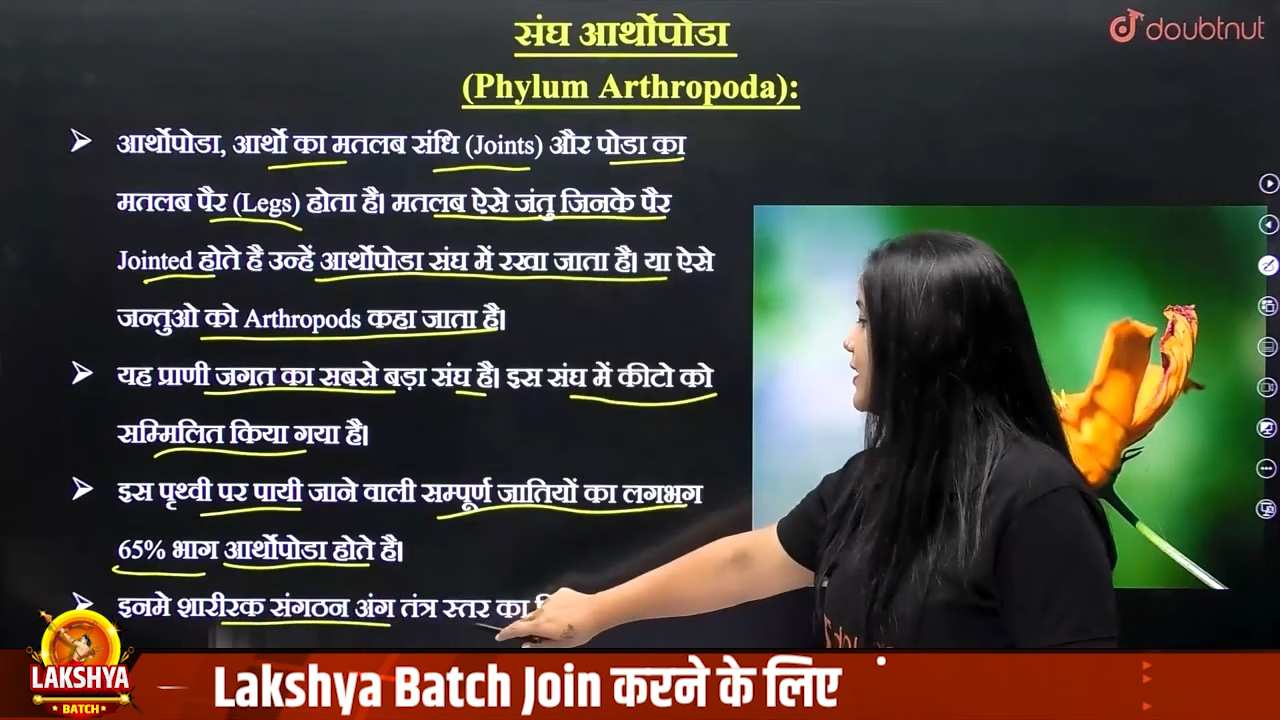 संघ आर्थोपोडा
(Phylum Arthropoda):
doubtnut
➤ आर्थोपोडा, आर्थो का मतलब संधि (Joints) और पोडा का
मतलब पैर (Legs) होता है। मतलब ऐसे जंतु जिनके पैर
Jointed होते है उन्हें आर्थोपोडा संघ में रखा जाता है। या ऐसे
जन्तुओ को Arthropods कहा जाता है।
➤ यह प्राणी जगत का सबसे बड़ा संघ है। इस संघ में कीटो को
सम्मिलित किया गया है।
➤ इस पृथ्वी पर पायी जाने वाली सम्पूर्ण जातियों का लगभग
65% भाग आर्थोपोडा होते है।
➤ इनमे शारीरक संगठन अंग तंत्र स्तर का
LAKSHYA
BATCH
Lakshya Batch Join करने के लिए